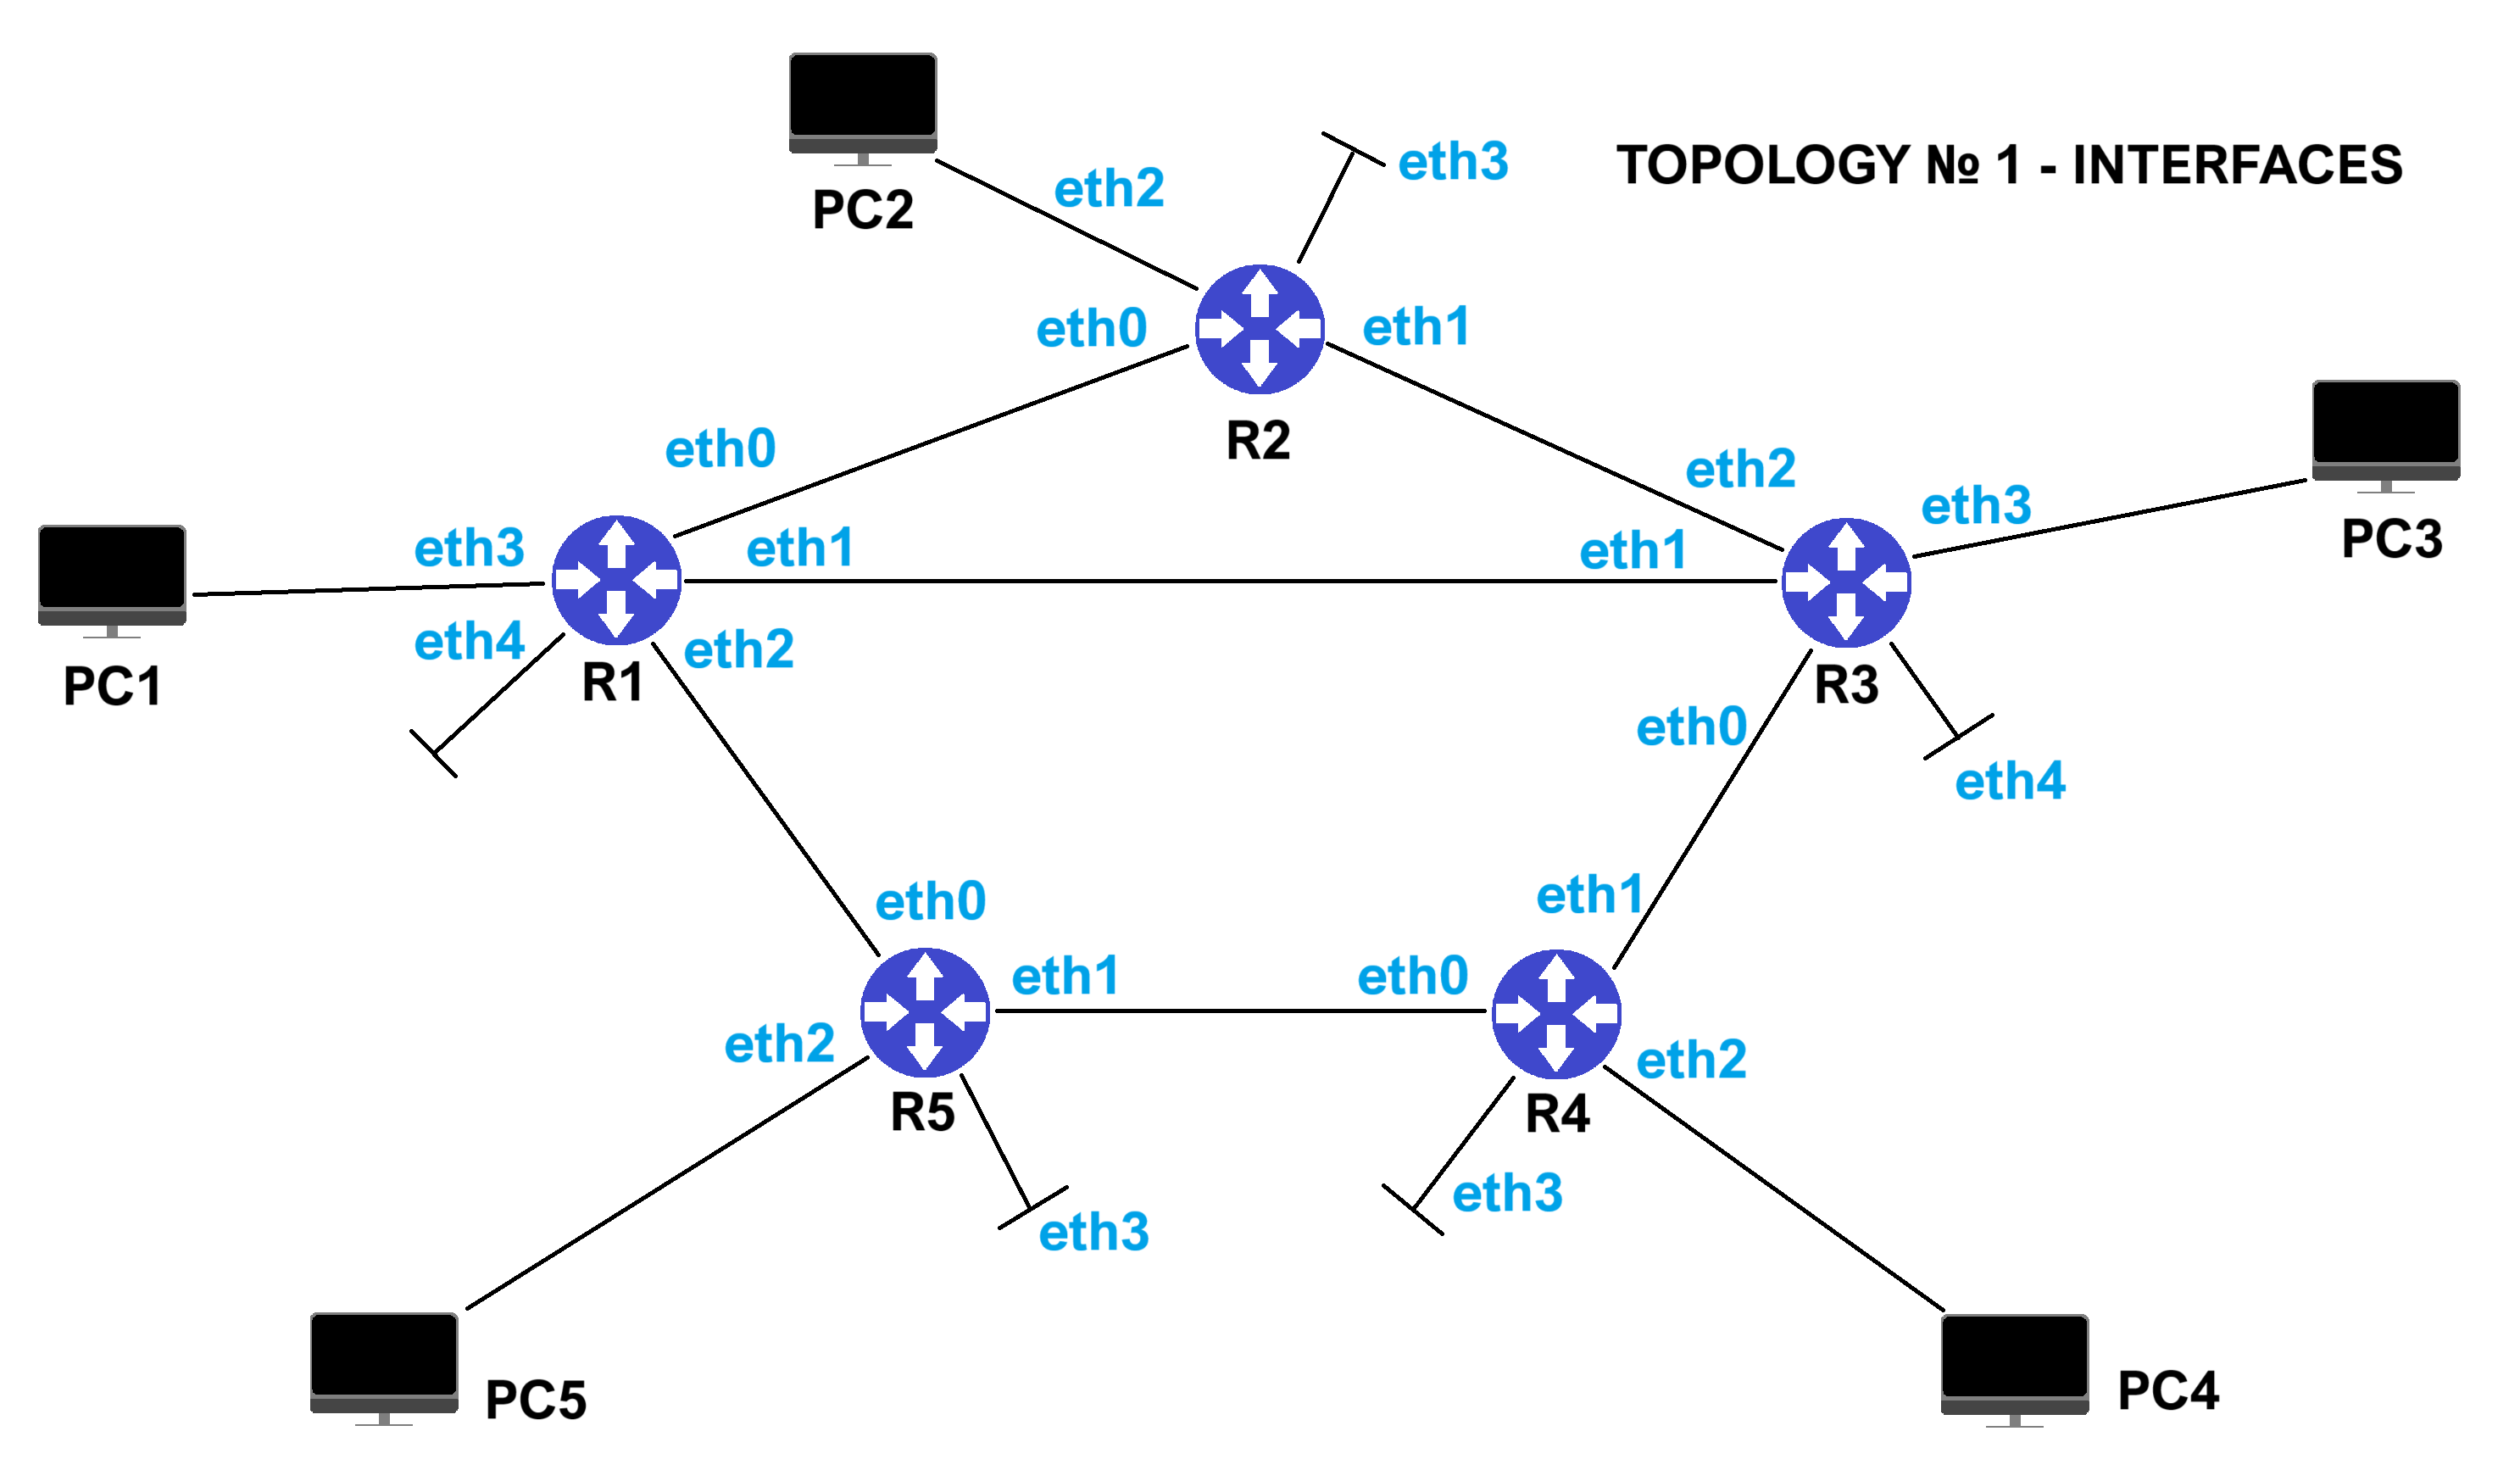 TOPOLOGY № 1 - INTERFACES
PC2
eth2
eth3
eth0
eth1
R2
eth0
eth2
eth3
PC3
eth3
eth1
eth1
eth4
eth2
PC1
R1
R3
eth0
eth4
eth0
eth1
eth1
eth0
eth2
eth2
R5
R4
eth3
eth3
PC5
PC4